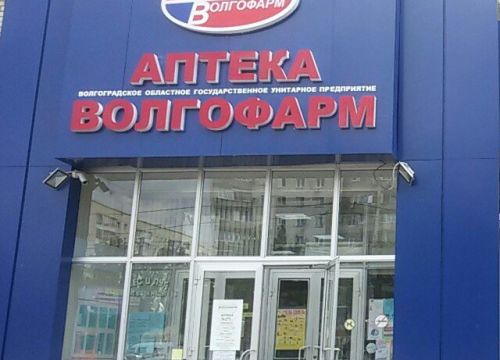 ВОЛГОФАРМ
АПТЕКА
ВОЛГОГРАДСКОЕ ОБЛАСТНОЕ ГОСУДАРСТВЕННОЕ УНИТАРНОЕ ПРЕДПРИЯТИЕ
ВОЛГОФАРМ